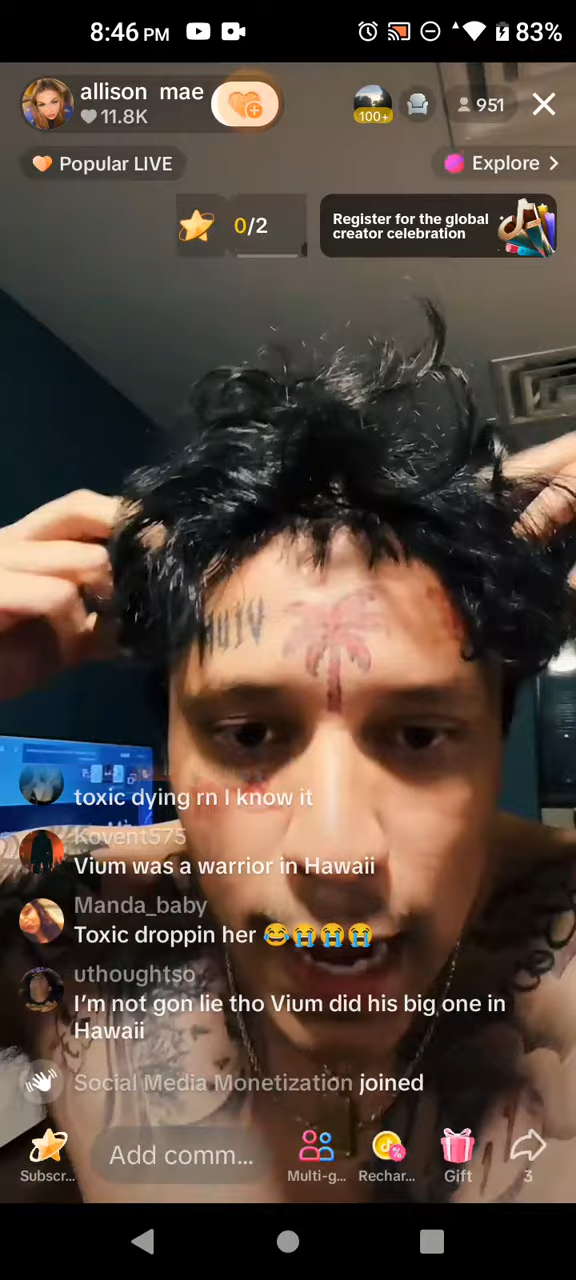 8:46 PM
83%
allison mae
11.8K
100+
951
Popular LIVE
Explore >
0/2
Register for the global
creator celebration
toxic dying rn I know it
Kovent575
Vium was a warrior in Hawaii
Manda_baby
Toxic droppin her 😂😭😭😭
uthoughtso
I'm not gon lie tho Vium did his big one in
Hawaii
Social Media Monetization joined
Subscr...
Add comm...
Multi-g...
Rechar...
Gift
3